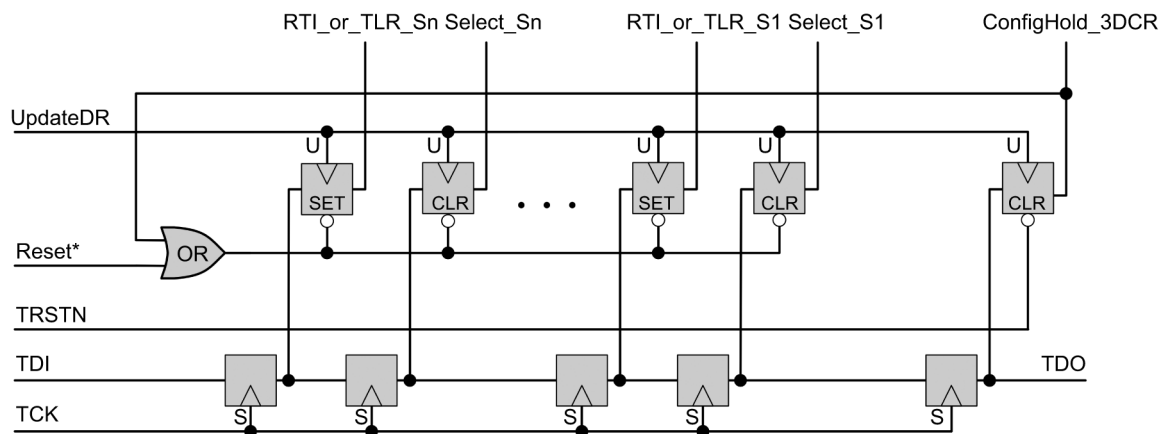 RTI_or_TLR_Sn Select_Sn RTI_or_TLR_S1 Select_S1 ConfigHold_3DCR
UpdateDR
U U U U U
SET CLR . . . SET CLR CLR
OR
Reset*
TRSTN
TDI TDO
TCK
S S S S S